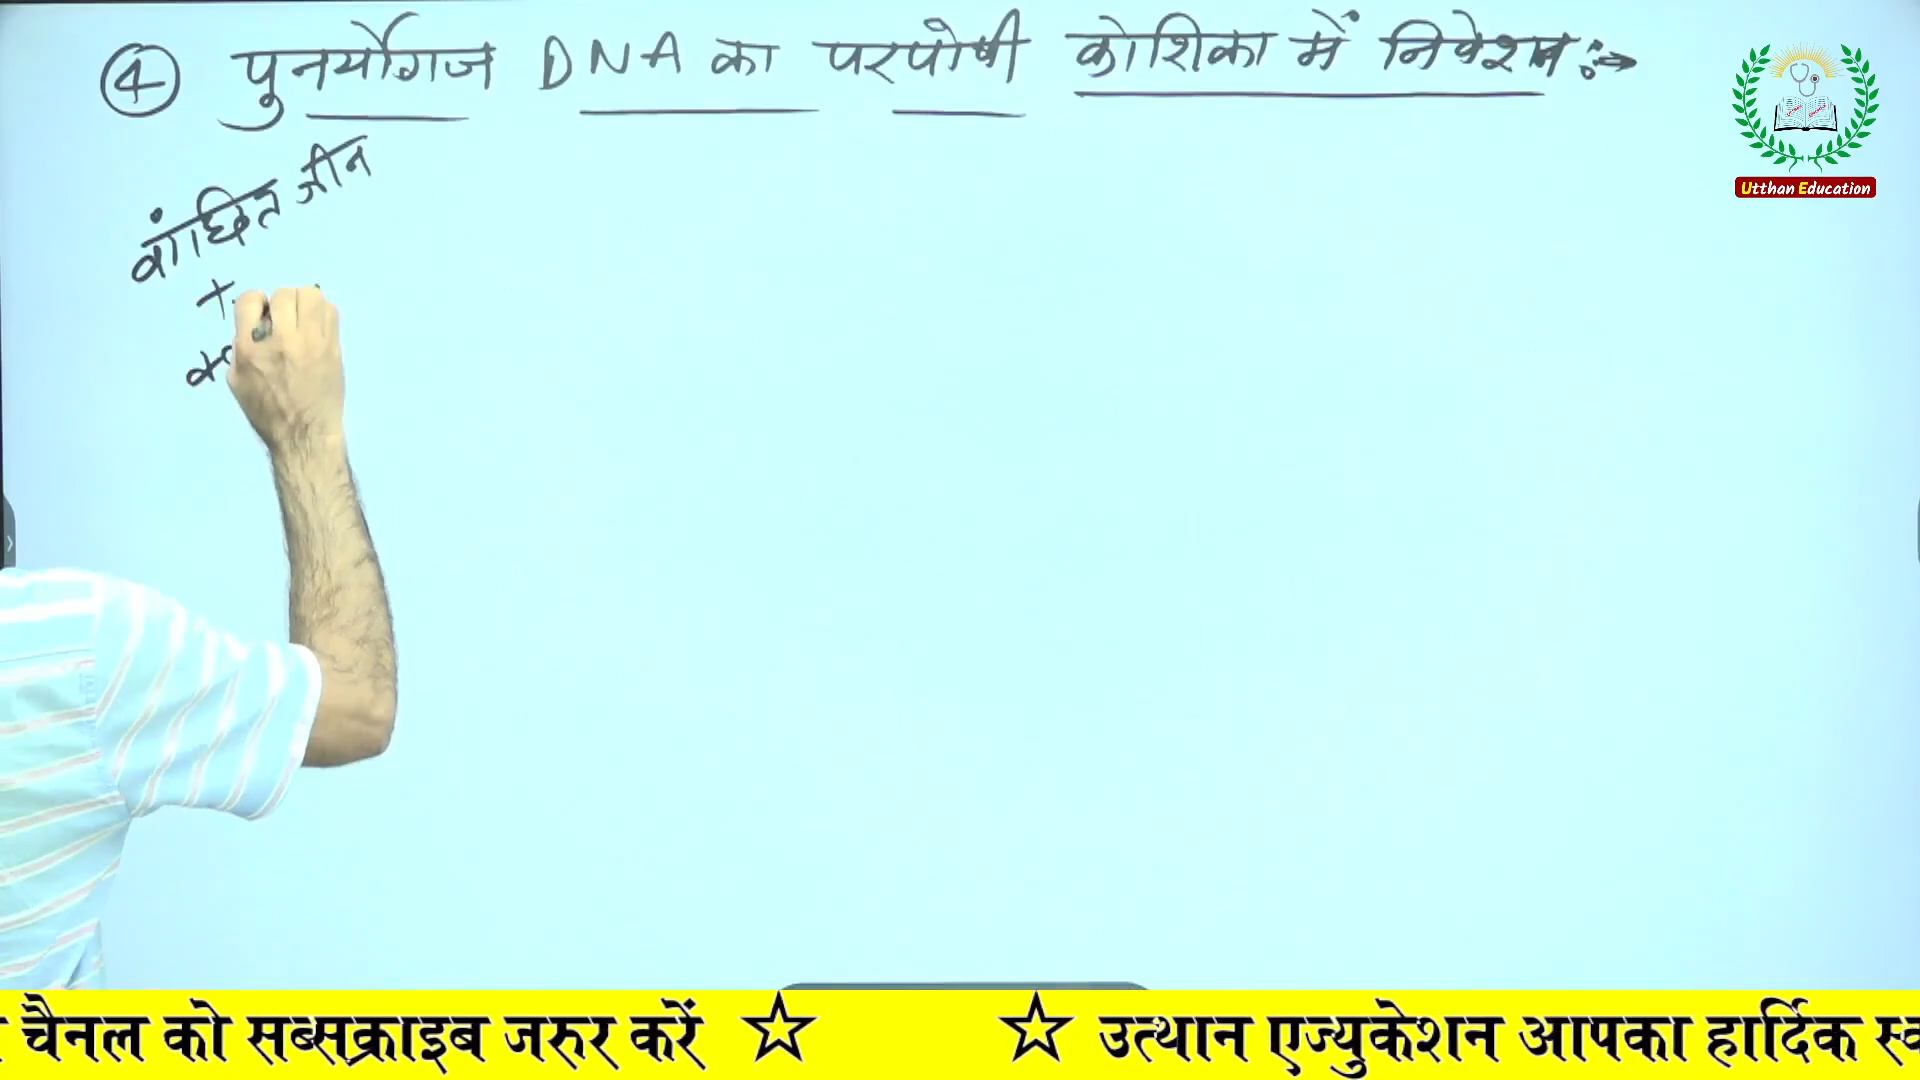 ④ पुनर्योगज DNA का परपोषी कोशिका में निवेशन :→
वांछित जीन
+
Utthan Education
चैनल को सब्सक्राइब जरुर करें ☆ ☆ उत्थान एज्युकेशन आपका हार्दिक